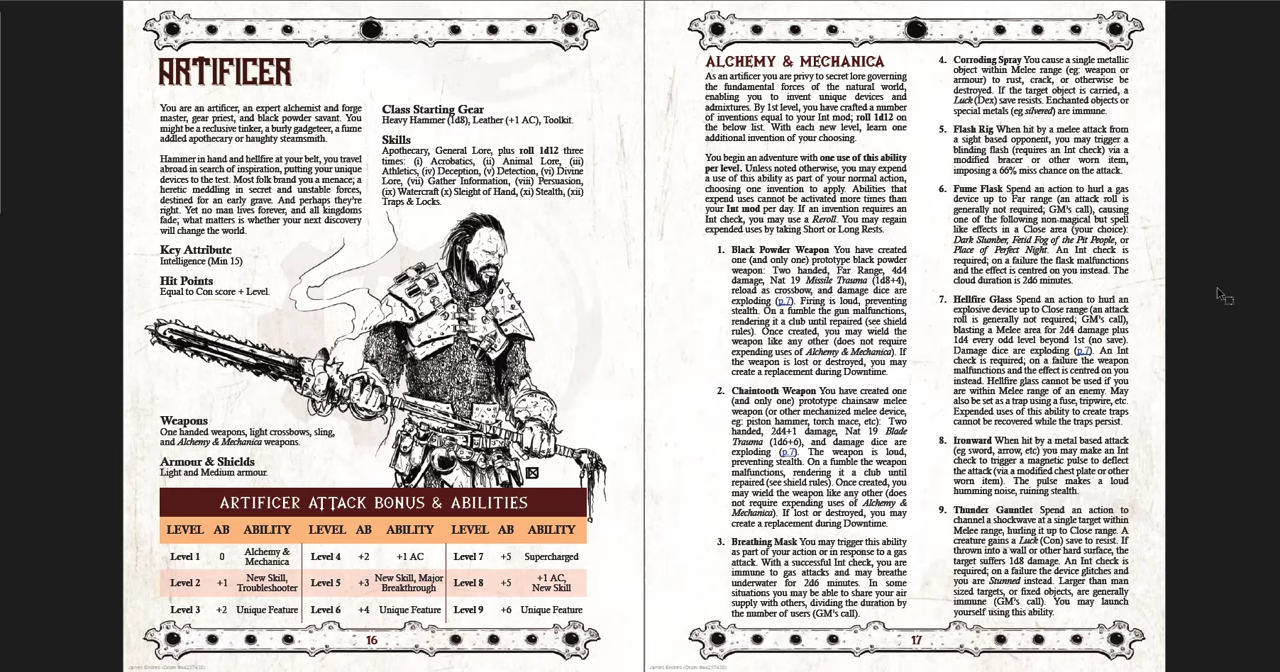 ARTIFICER
You are an artificer, an expert alchemist and forge
master, gear priest, and black powder savant. You
might be a reclusive tinker, a burly gadgeteer, a fume
addled apothecary or haughty steamsmith.
Hammer in hand and hellfire at your belt, you travel
abroad in search of inspiration, putting your unique
devices to the test. Most folk brand you a menace; a
heretic meddling in secret and unstable forces,
destined for an early grave. And perhaps they're
right. Yet no man lives forever, and all kingdoms
fade; what matters is whether your next discovery
will change the world.
Key Attribute
Intelligence (Min 15)
Hit Points
Equal to Con score + Level.
Weapons
One handed weapons, light crossbows, sling,
and Alchemy & Mechanica weapons.
Armour & Shields
Light and Medium armour.
Class Starting Gear
Heavy Hammer (1d8), Leather (+1 AC), Toolkit.
Skills
Apothecary, General Lore, plus roll 1d12 three
times: (i) Acrobatics, (ii) Animal Lore, (iii)
Athletics, (iv) Deception, (v) Detection, (vi) Divine
Lore, (vii) Gather Information, (viii) Persuasion,
(ix) Watercraft (x) Sleight of Hand, (xi) Stealth, (xii)
Traps & Locks.
ARTIFICER ATTACK BONUS & ABILITIES
LEVEL AB ABILITY LEVEL AB ABILITY LEVEL AB ABILITY
Level 1 0 Alchemy & Mechanica Level 4 +2 +1 AC Level 7 +5 Supercharged
Level 2 +1 New Skill, Troubleshooter Level 5 +3 New Skill, Major Breakthrough Level 8 +5 +1 AC, New Skill
Level 3 +2 Unique Feature Level 6 +4 Unique Feature Level 9 +6 Unique Feature
16
ALCHEMY & MECHANICA
As an artificer you are privy to secret lore governing
the fundamental forces of the natural world,
enabling you to invent unique devices and
admixtures. By 1st level, you have crafted a number
of inventions equal to your Int mod; roll 1d12 on
the below list. With each new level, learn one
additional invention of your choosing.
You begin an adventure with one use of this ability
per level. Unless noted otherwise, you may expend
a use of this ability as part of your normal action,
choosing one invention to apply. Abilities that
expend uses cannot be activated more times than
your Int mod per day. If an invention requires an
Int check, you may use a Reroll. You may regain
expended uses by taking Short or Long Rests.
1. Black Powder Weapon You have created
one (and only one) prototype black powder
weapon: Two handed, Far Range, 4d4
damage, Nat 19 Missile Trauma (1d8+4),
reload as crossbow, and damage dice are
exploding (p.7). Firing is loud, preventing
stealth. On a fumble the gun malfunctions,
rendering it a club until repaired (see shield
rules). Once created, you may wield the
weapon like any other (does not require
expending uses of Alchemy & Mechanica). If
the weapon is lost or destroyed, you may
create a replacement during Downtime.
2. Chaintooth Weapon You have created one
(and only one) prototype chainsaw melee
weapon (or other mechanized melee device,
eg: piston hammer, torch mace, etc): Two
handed, 2d4+1 damage, Nat 19 Blade
Trauma (1d6+6), and damage dice are
exploding (p.7). The weapon is loud,
preventing stealth. On a fumble the weapon
malfunctions, rendering it a club until
repaired (see shield rules). Once created, you
may wield the weapon like any other (does
not require expending uses of Alchemy &
Mechanica). If lost or destroyed, you may
create a replacement during Downtime.
3. Breathing Mask You may trigger this ability
as part of your action or in response to a gas
attack. With a successful Int check, you are
immune to gas attacks and may breathe
underwater for 2d6 minutes. In some
situations you may be able to share your air
supply with others, dividing the duration by
the number of users (GM's call).
4. Corroding Spray You cause a single metallic
object within Melee range (eg: weapon or
armour) to rust, crack, or otherwise be
destroyed. If the target object is carried, a
Luck (Dex) save resists. Enchanted objects or
special metals (eg silvered) are immune.
5. Flash Rig When hit by a melee attack from
a sight based opponent, you may trigger a
blinding flash (requires an Int check) via a
modified bracer or other worn item,
imposing a 66% miss chance on the attack.
6. Fume Flask Spend an action to hurl a gas
device up to Far range (an attack roll is
generally not required; GM's call), causing
one of the following non-magical but spell
like effects in a Close area (your choice):
Dark Slumber, Fetid Fog of the Pit People, or
Place of Perfect Night. An Int check is
required; on a failure the flask malfunctions
and the effect is centred on you instead. The
cloud duration is 2d6 minutes.
7. Hellfire Glass Spend an action to hurl an
explosive device up to Close range (an attack
roll is generally not required; GM's call),
blasting a Melee area for 2d4 damage plus
1d4 every odd level beyond 1st (no save).
Damage dice are exploding (p.7). An Int
check is required; on a failure the weapon
malfunctions and the effect is centred on you
instead. Hellfire glass cannot be used if you
are within Melee range of an enemy. May
also be set as a trap using a fuse, tripwire, etc.
Expended uses of this ability to create traps
cannot be recovered while the traps persist.
8. Ironward When hit by a metal based attack
(eg sword, arrow, etc) you may make an Int
check to trigger a magnetic pulse to deflect
the attack (via a modified chest plate or other
worn item). The pulse makes a loud
humming noise, ruining stealth.
9. Thunder Gauntlet Spend an action to
channel a shockwave at a single target within
Melee range, hurling it up to Close range. A
creature gains a Luck (Con) save to resist. If
thrown into a wall or other hard surface, the
target suffers 1d8 damage. An Int check is
required; on a failure the device glitches and
you are Stunned instead. Larger than man
sized targets, or fixed objects, are generally
immune (GM's call). You may launch
yourself using this ability.
17